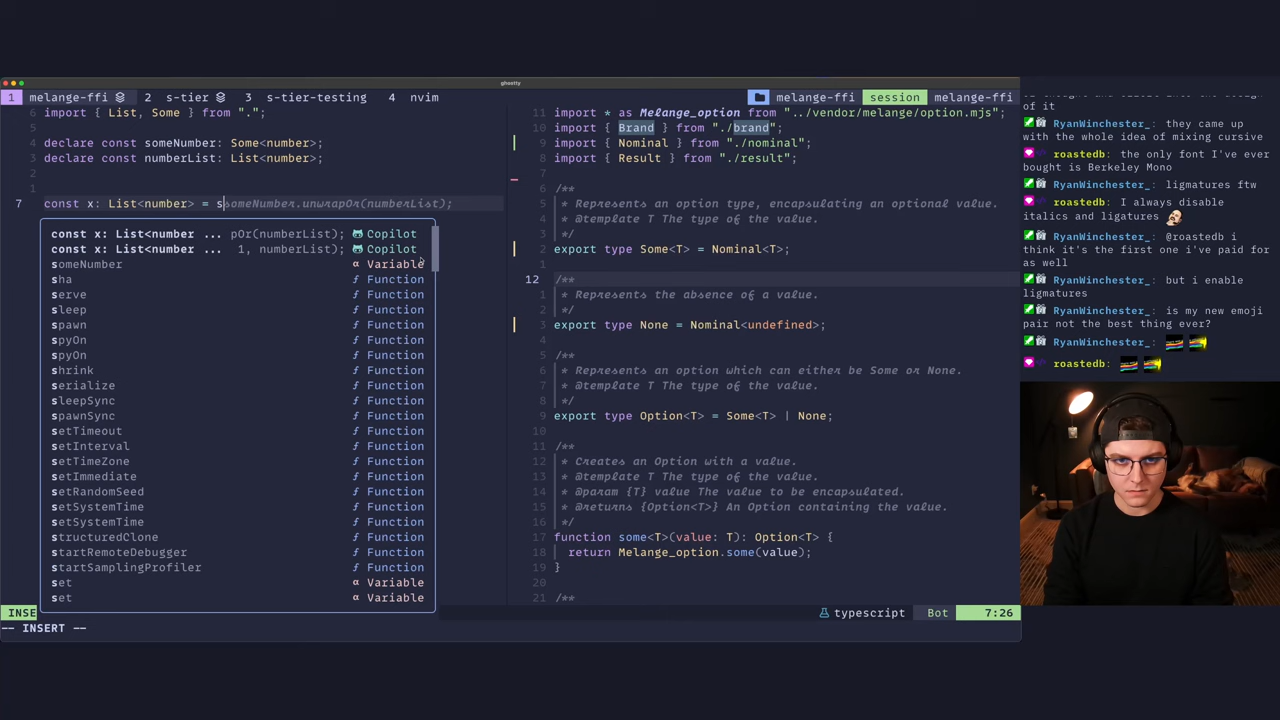 ghostty
1 melange-ffi 2 s-tier 3 s-tier-testing 4 nvim melange-ffi session melange-ffi
6 import { List, Some } from ".";
5
4 declare const someNumber: Some<number>;
3 declare const numberList: List<number>;
2
1
7 const x: List<number> = ssomeNumber.unwrapOr(numberList);
const x: List<number ... pOr(numberList); Copilot
const x: List<number ... 1, numberList); Copilot
someNumber α Variable
sha ƒ Function
serve ƒ Function
sleep ƒ Function
spawn ƒ Function
spyOn ƒ Function
spyOn ƒ Function
shrink ƒ Function
serialize ƒ Function
sleepSync ƒ Function
spawnSync ƒ Function
setTimeout ƒ Function
setInterval ƒ Function
setTimeZone ƒ Function
setImmediate ƒ Function
setRandomSeed ƒ Function
setSystemTime ƒ Function
setSystemTime ƒ Function
structuredClone ƒ Function
startRemoteDebugger ƒ Function
startSamplingProfiler ƒ Function
set α Variable
set α Variable
INSE
-- INSERT --
11 import * as Melange_option from "../vendor/melange/option.mjs";
10 import { Brand } from "./brand";
9 import { Nominal } from "./nominal";
8 import { Result } from "./result";
7
6 /**
5 * Represents an option type, encapsulating an optional value.
4 * @template T The type of the value.
3 */
2 export type Some<T> = Nominal<T>;
1
12 /**
1 * Represents the absence of a value.
2 */
3 export type None = Nominal<undefined>;
4
5 /**
6 * Represents an option which can either be Some or None.
7 * @template T The type of the value.
8 */
9 export type Option<T> = Some<T> | None;
10
11 /**
12 * Creates an Option with a value.
13 * @template T The type of the value.
14 * @param {T} value The value to be encapsulated.
15 * @returns {Option<T>} An Option containing the value.
16 */
17 function some<T>(value: T): Option<T> {
18 return Melange_option.some(value);
19 }
20
21 /**
typescript Bot 7:26
of it
RyanWinchester_: they came up
with the whole idea of mixing cursive
roastedb: the only font I've ever
bought is Berkeley Mono
RyanWinchester_: ligmatures ftw
roastedb: I always disable
italics and ligatures
RyanWinchester_: @roastedb i
think it's the first one i've paid for
as well
RyanWinchester_: but i enable
ligmatures
RyanWinchester_: is my new emoji
pair not the best thing ever?
RyanWinchester_:
roastedb: